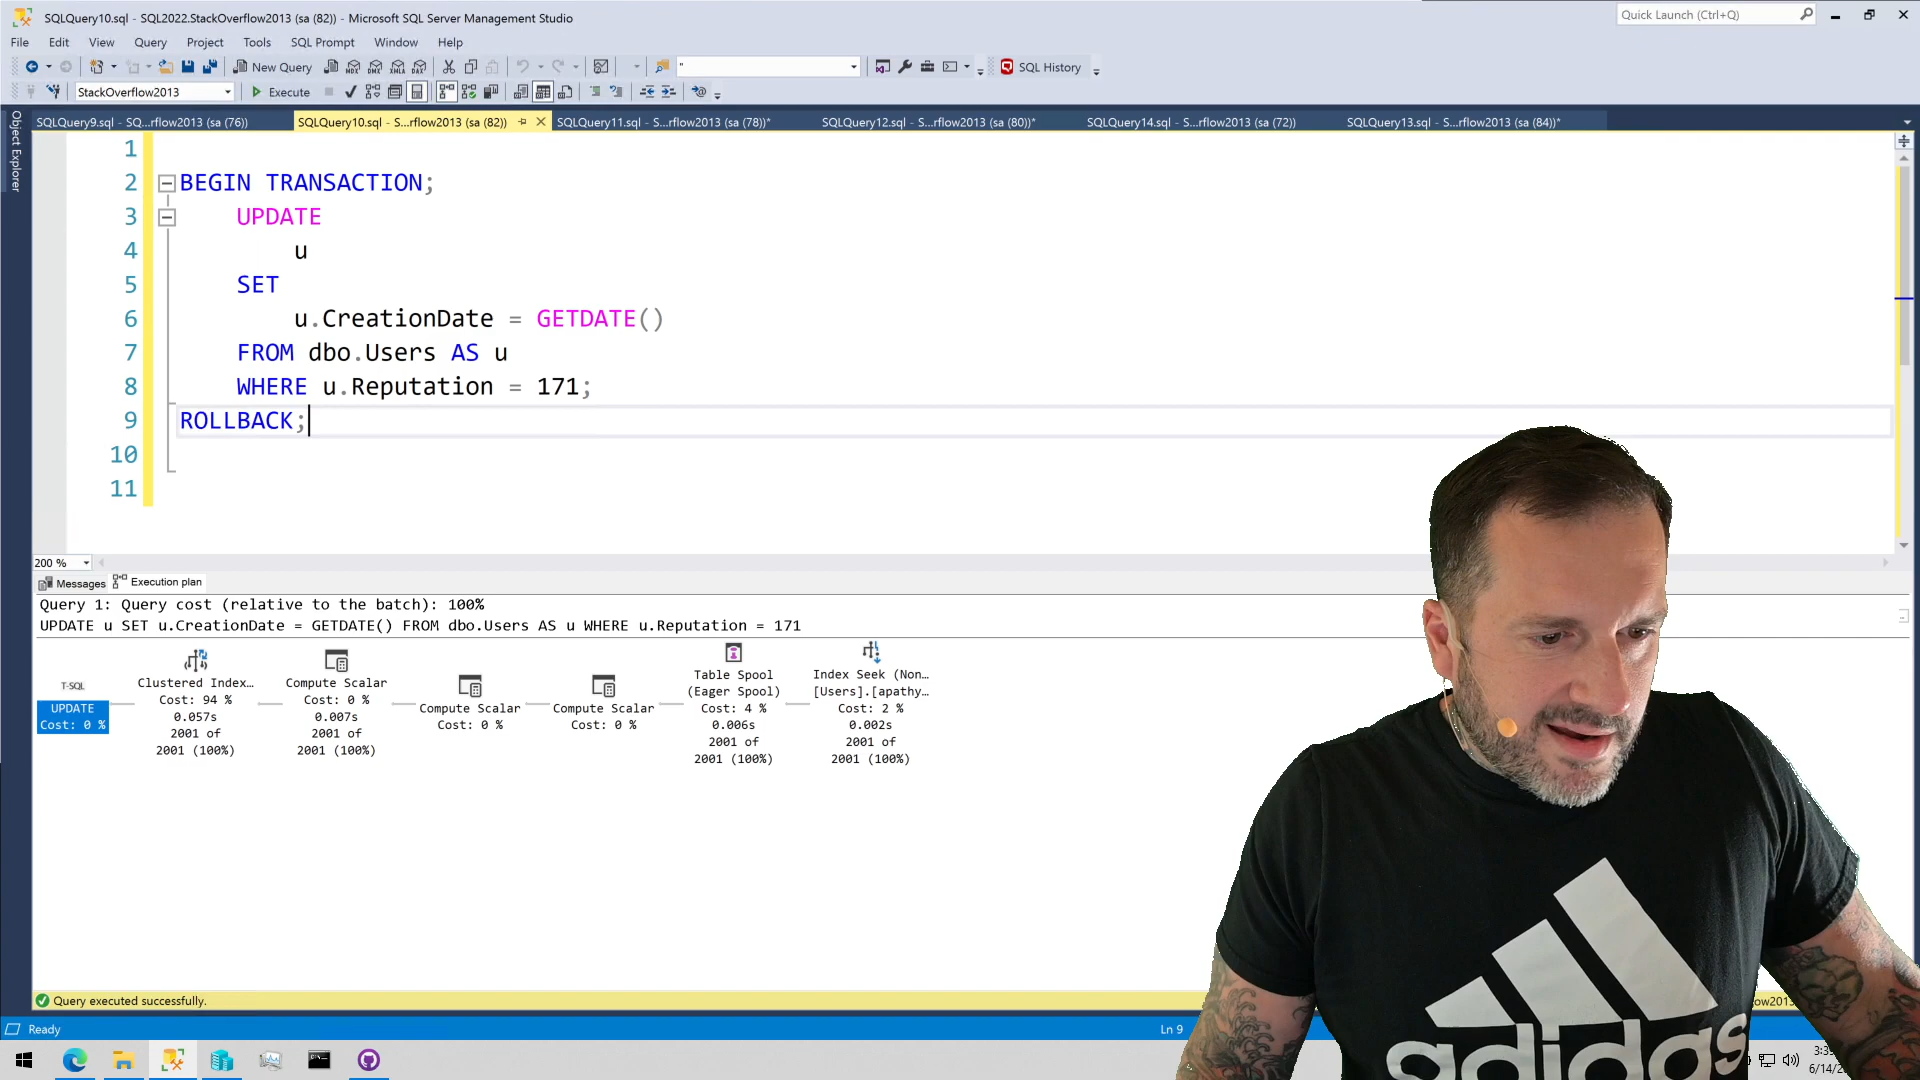 SQLQuery10.sql - SQL2022.StackOverflow2013 (sa (82)) - Microsoft SQL Server Management Studio
Quick Launch (Ctrl+Q)
File Edit View Query Project Tools SQL Prompt Window Help
New Query
MDX DMX XMLA DAX
"
SQL History
StackOverflow2013
Execute
Object Explorer
SQLQuery9.sql - SQ...rflow2013 (sa (76))
SQLQuery10.sql - S...rflow2013 (sa (82))
SQLQuery11.sql - S...rflow2013 (sa (78))*
SQLQuery12.sql - S...rflow2013 (sa (80))*
SQLQuery14.sql - S...rflow2013 (sa (72))
SQLQuery13.sql - S...rflow2013 (sa (84))*
1
2 BEGIN TRANSACTION;
3 UPDATE
4 u
5 SET
6 u.CreationDate = GETDATE()
7 FROM dbo.Users AS u
8 WHERE u.Reputation = 171;
9 ROLLBACK;
10
11
200 %
Messages Execution plan
Query 1: Query cost (relative to the batch): 100%
UPDATE u SET u.CreationDate = GETDATE() FROM dbo.Users AS u WHERE u.Reputation = 171
T-SQL
UPDATE
Cost: 0 %
Clustered Index...
Cost: 94 %
0.057s
2001 of
2001 (100%)
Compute Scalar
Cost: 0 %
0.007s
2001 of
2001 (100%)
Compute Scalar
Cost: 0 %
Compute Scalar
Cost: 0 %
Table Spool
(Eager Spool)
Cost: 4 %
0.006s
2001 of
2001 (100%)
Index Seek (Non...
[Users].[apathy...
Cost: 2 %
0.002s
2001 of
2001 (100%)
Query executed successfully.
ow2013
Ready
Ln 9
adidas